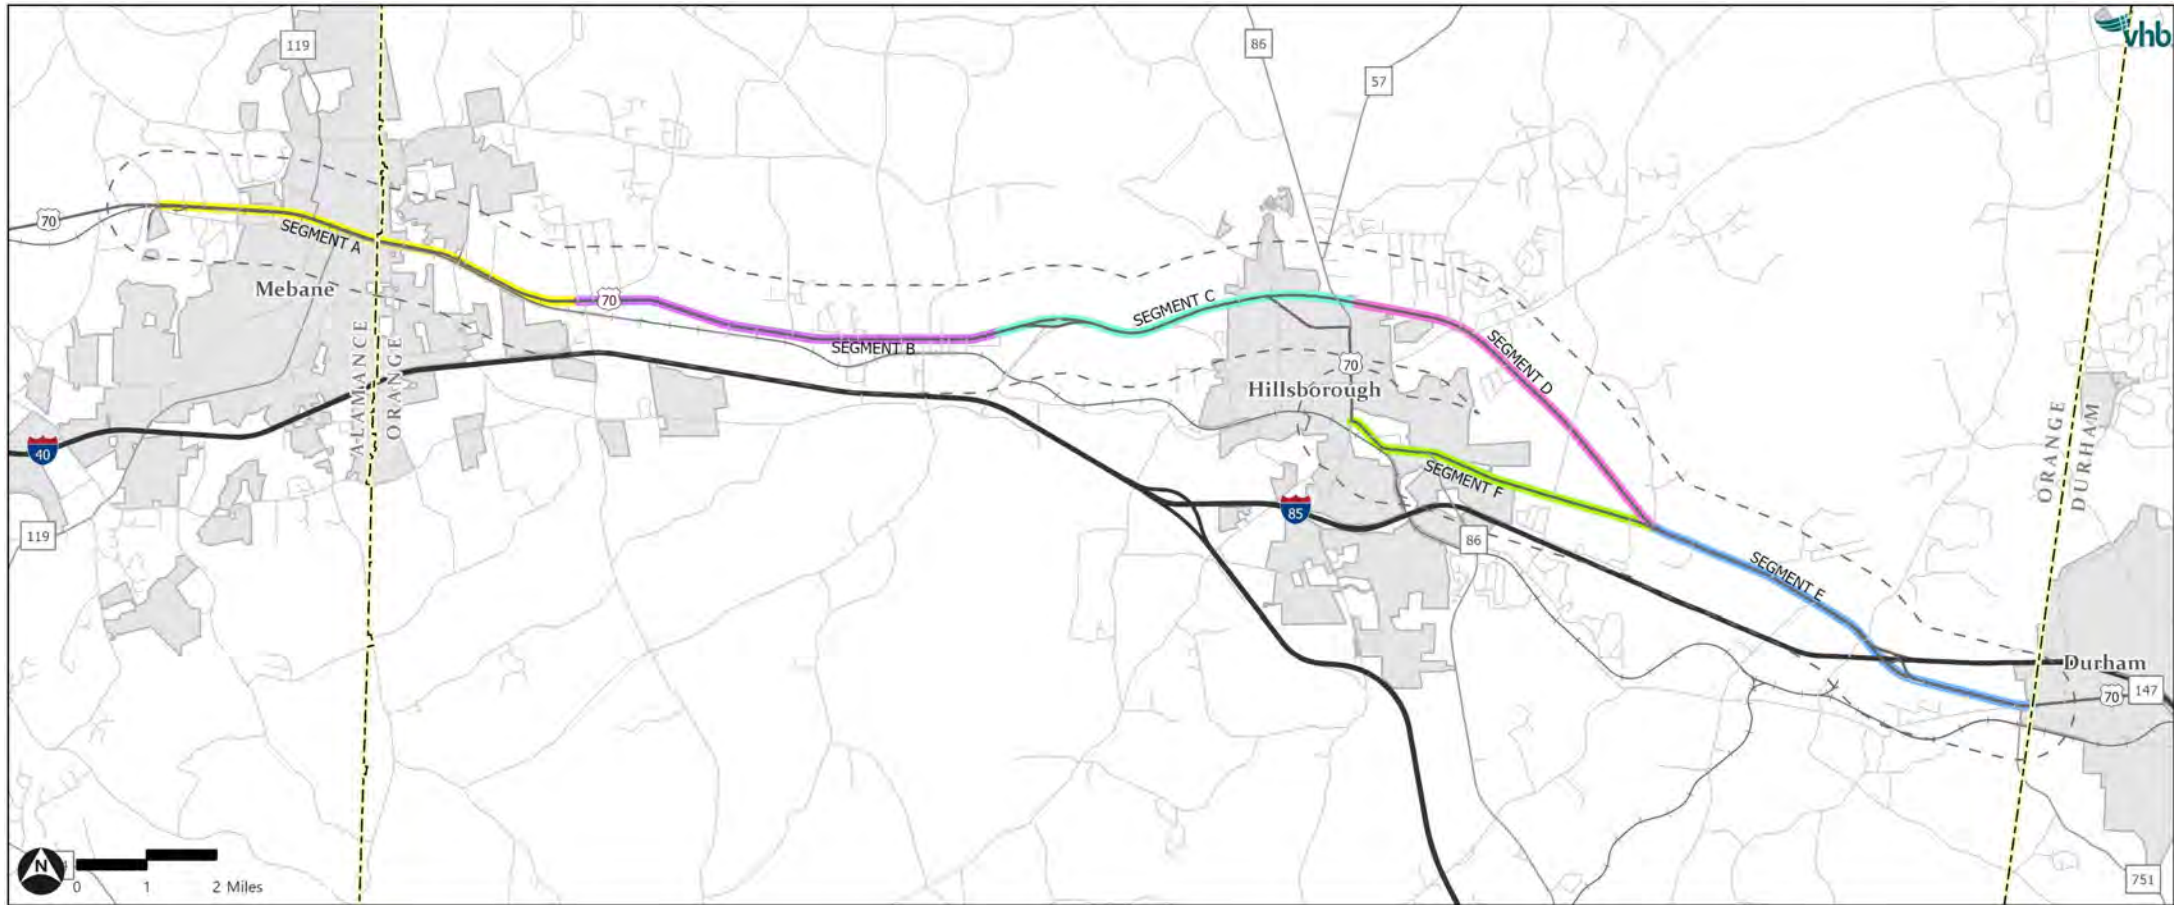 vhb
119
86
57
70
SEGMENT A
Mebane
70
SEGMENT B
SEGMENT C
SEGMENT D
70
Hillsborough
ALAMANCE
ORANGE
ORANGE
DURHAM
40
SEGMENT F
85
119
86
SEGMENT E
Durham
147
70
N
0 1 2 Miles
751